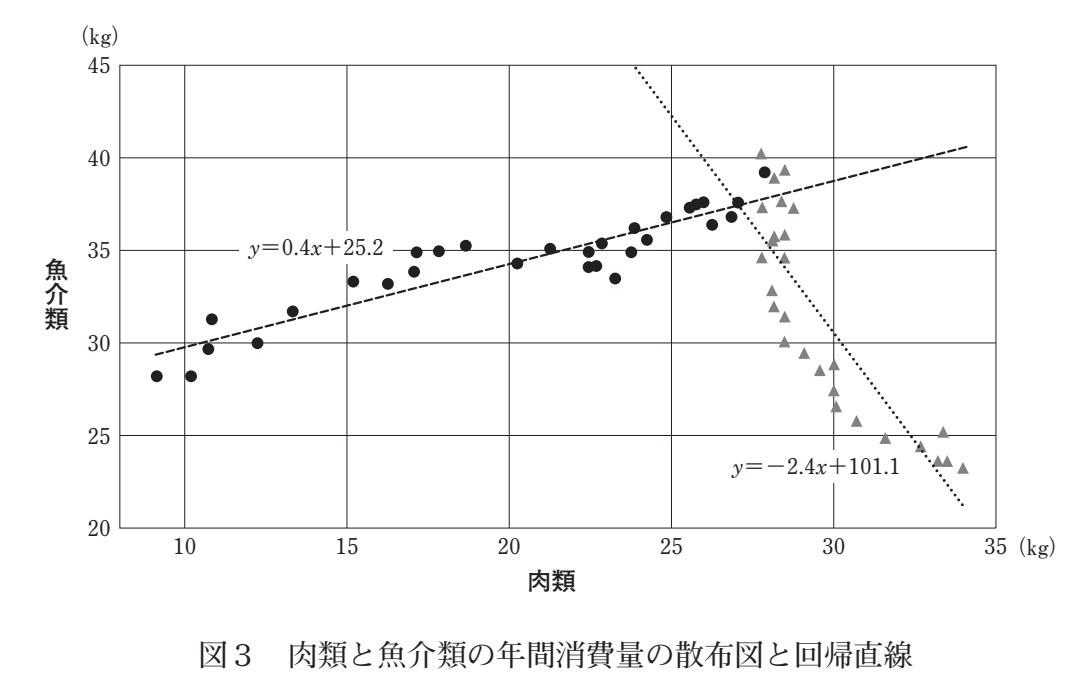 (kg)
45
40
35
30
25
20
魚介類
y=0.4x+25.2
y=-2.4x+101.1
10 15 20 25 30 35 (kg)
肉類
図3 肉類と魚介類の年間消費量の散布図と回帰直線